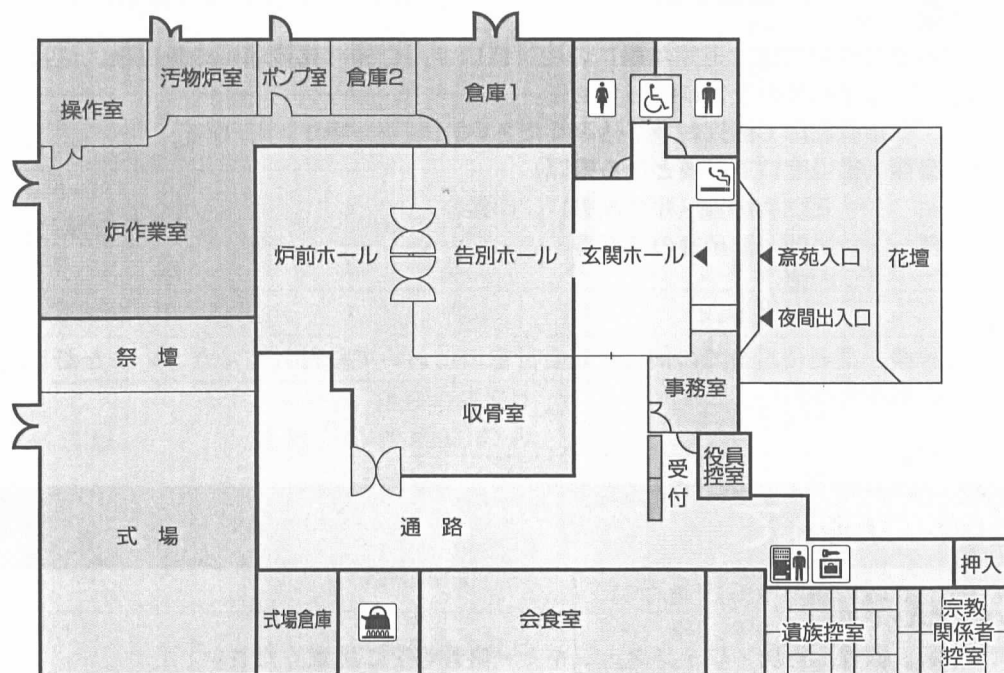 汚物炉室
ポンプ室
倉庫2
倉庫1
操作室
炉作業室
炉前ホール
告別ホール
玄関ホール
斎苑入口
花壇
夜間出入口
祭 壇
事務室
収骨室
役員
控室
受付
式 場
通 路
押入
式場倉庫
会食室
遺族控室
宗教
関係者
控室